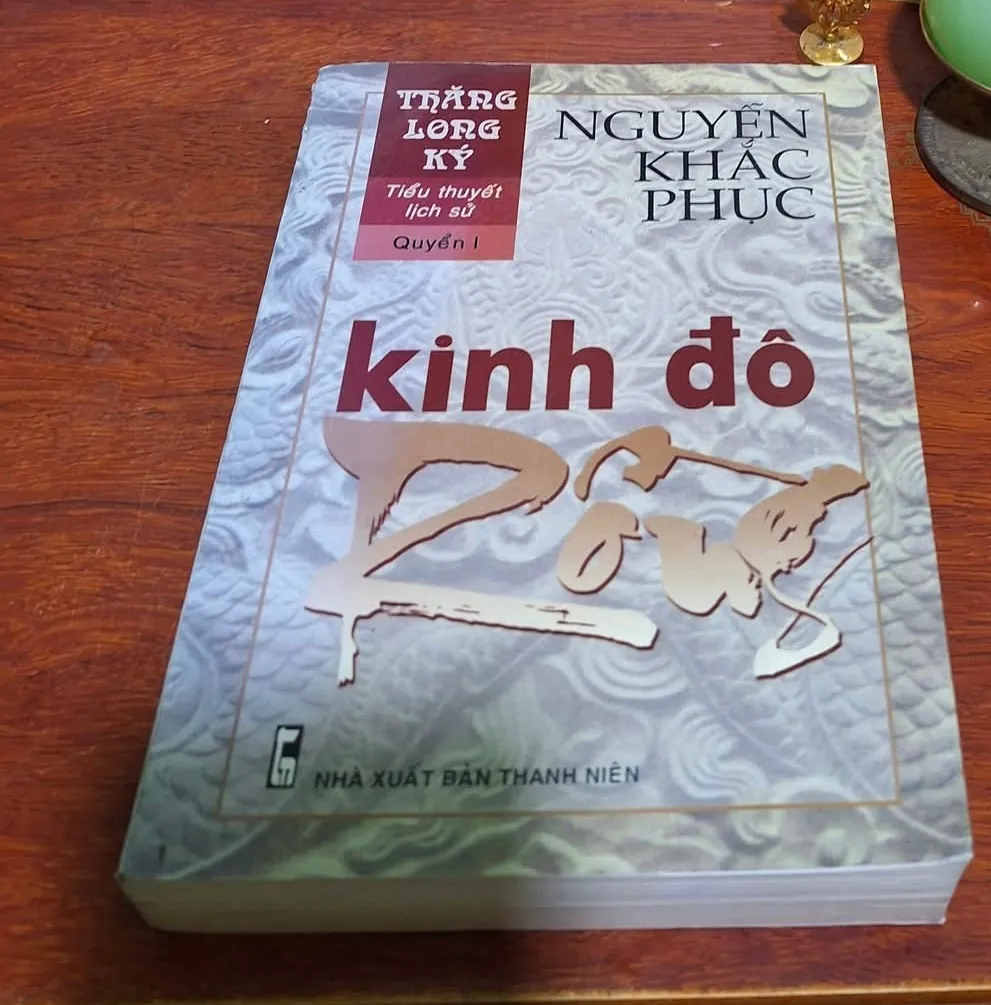 THĂNG
LONG
KÝ
Tiểu thuyết
lịch sử
Quyển I
NGUYỄN
KHẮC
PHỤC
kinh đô
Rồng
NHÀ XUẤT BẢN THANH NIÊN